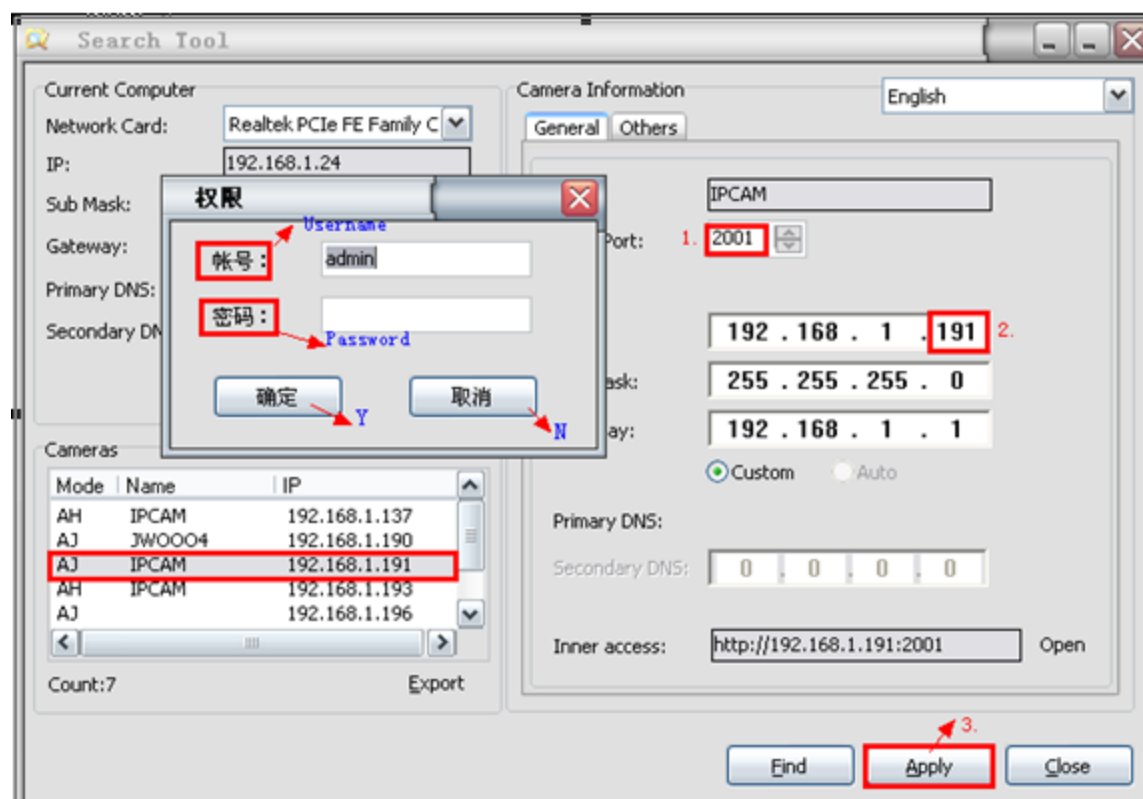 Search Tool
Current Computer
Network Card:
Realtek PCIe FE Family C
IP:
192.168.1.24
Sub Mask:
Gateway:
Primary DNS:
Secondary DN
权限
Username
帐号：
admin
密码：
Password
确定
Y
取消
N
Cameras
Mode Name IP
AH IPCAM 192.168.1.137
AJ JWOOO4 192.168.1.190
AJ IPCAM 192.168.1.191
AH IPCAM 192.168.1.193
AJ 192.168.1.196
Count:7
Export
Camera Information
English
General Others
IPCAM
Port:
1.
2001
192 . 168 . 1 . 191
2.
ask:
255 . 255 . 255 . 0
ay:
192 . 168 . 1 . 1
Custom
Auto
Primary DNS:
Secondary DNS:
0 . 0 . 0 . 0
Inner access:
http://192.168.1.191:2001
Open
3.
Find
Apply
Close